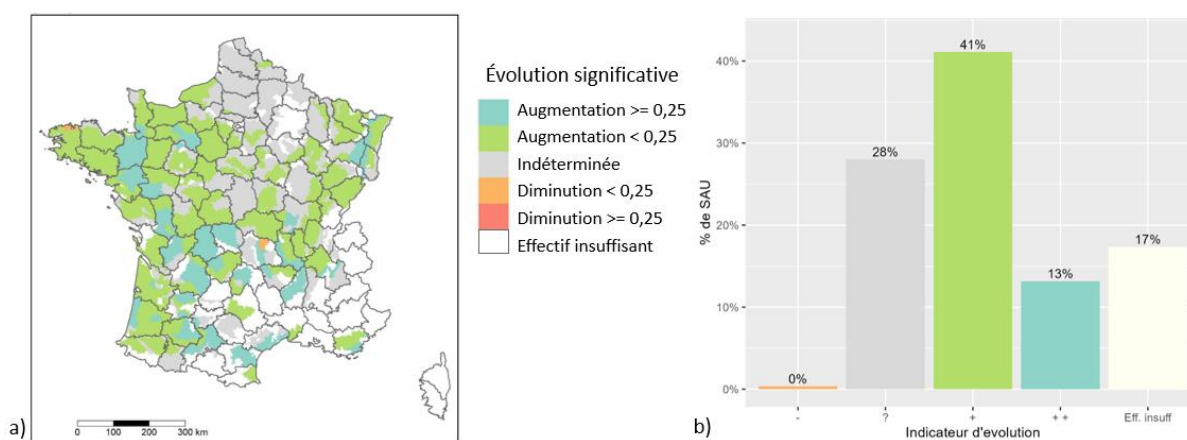 Évolution significative
Augmentation >= 0,25
Augmentation < 0,25
Indéterminée
Diminution < 0,25
Diminution >= 0,25
Effectif insuffisant
0 100 200 300 km
a)
% de SAU
40%
30%
20%
10%
0%
0%
28%
41%
13%
17%
- ? + ++ Eff. insuff
Indicateur d'evolution
b)